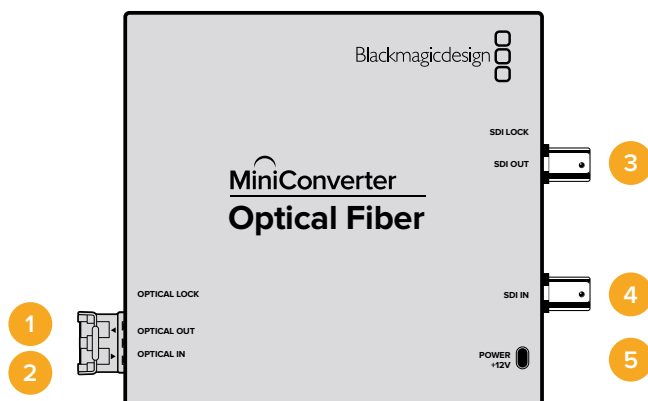 Blackmagicdesign
SDI LOCK
SDI OUT
MiniConverter
Optical Fiber
OPTICAL LOCK
SDI IN
OPTICAL OUT
OPTICAL IN
POWER
+12V
1
2
3
4
5